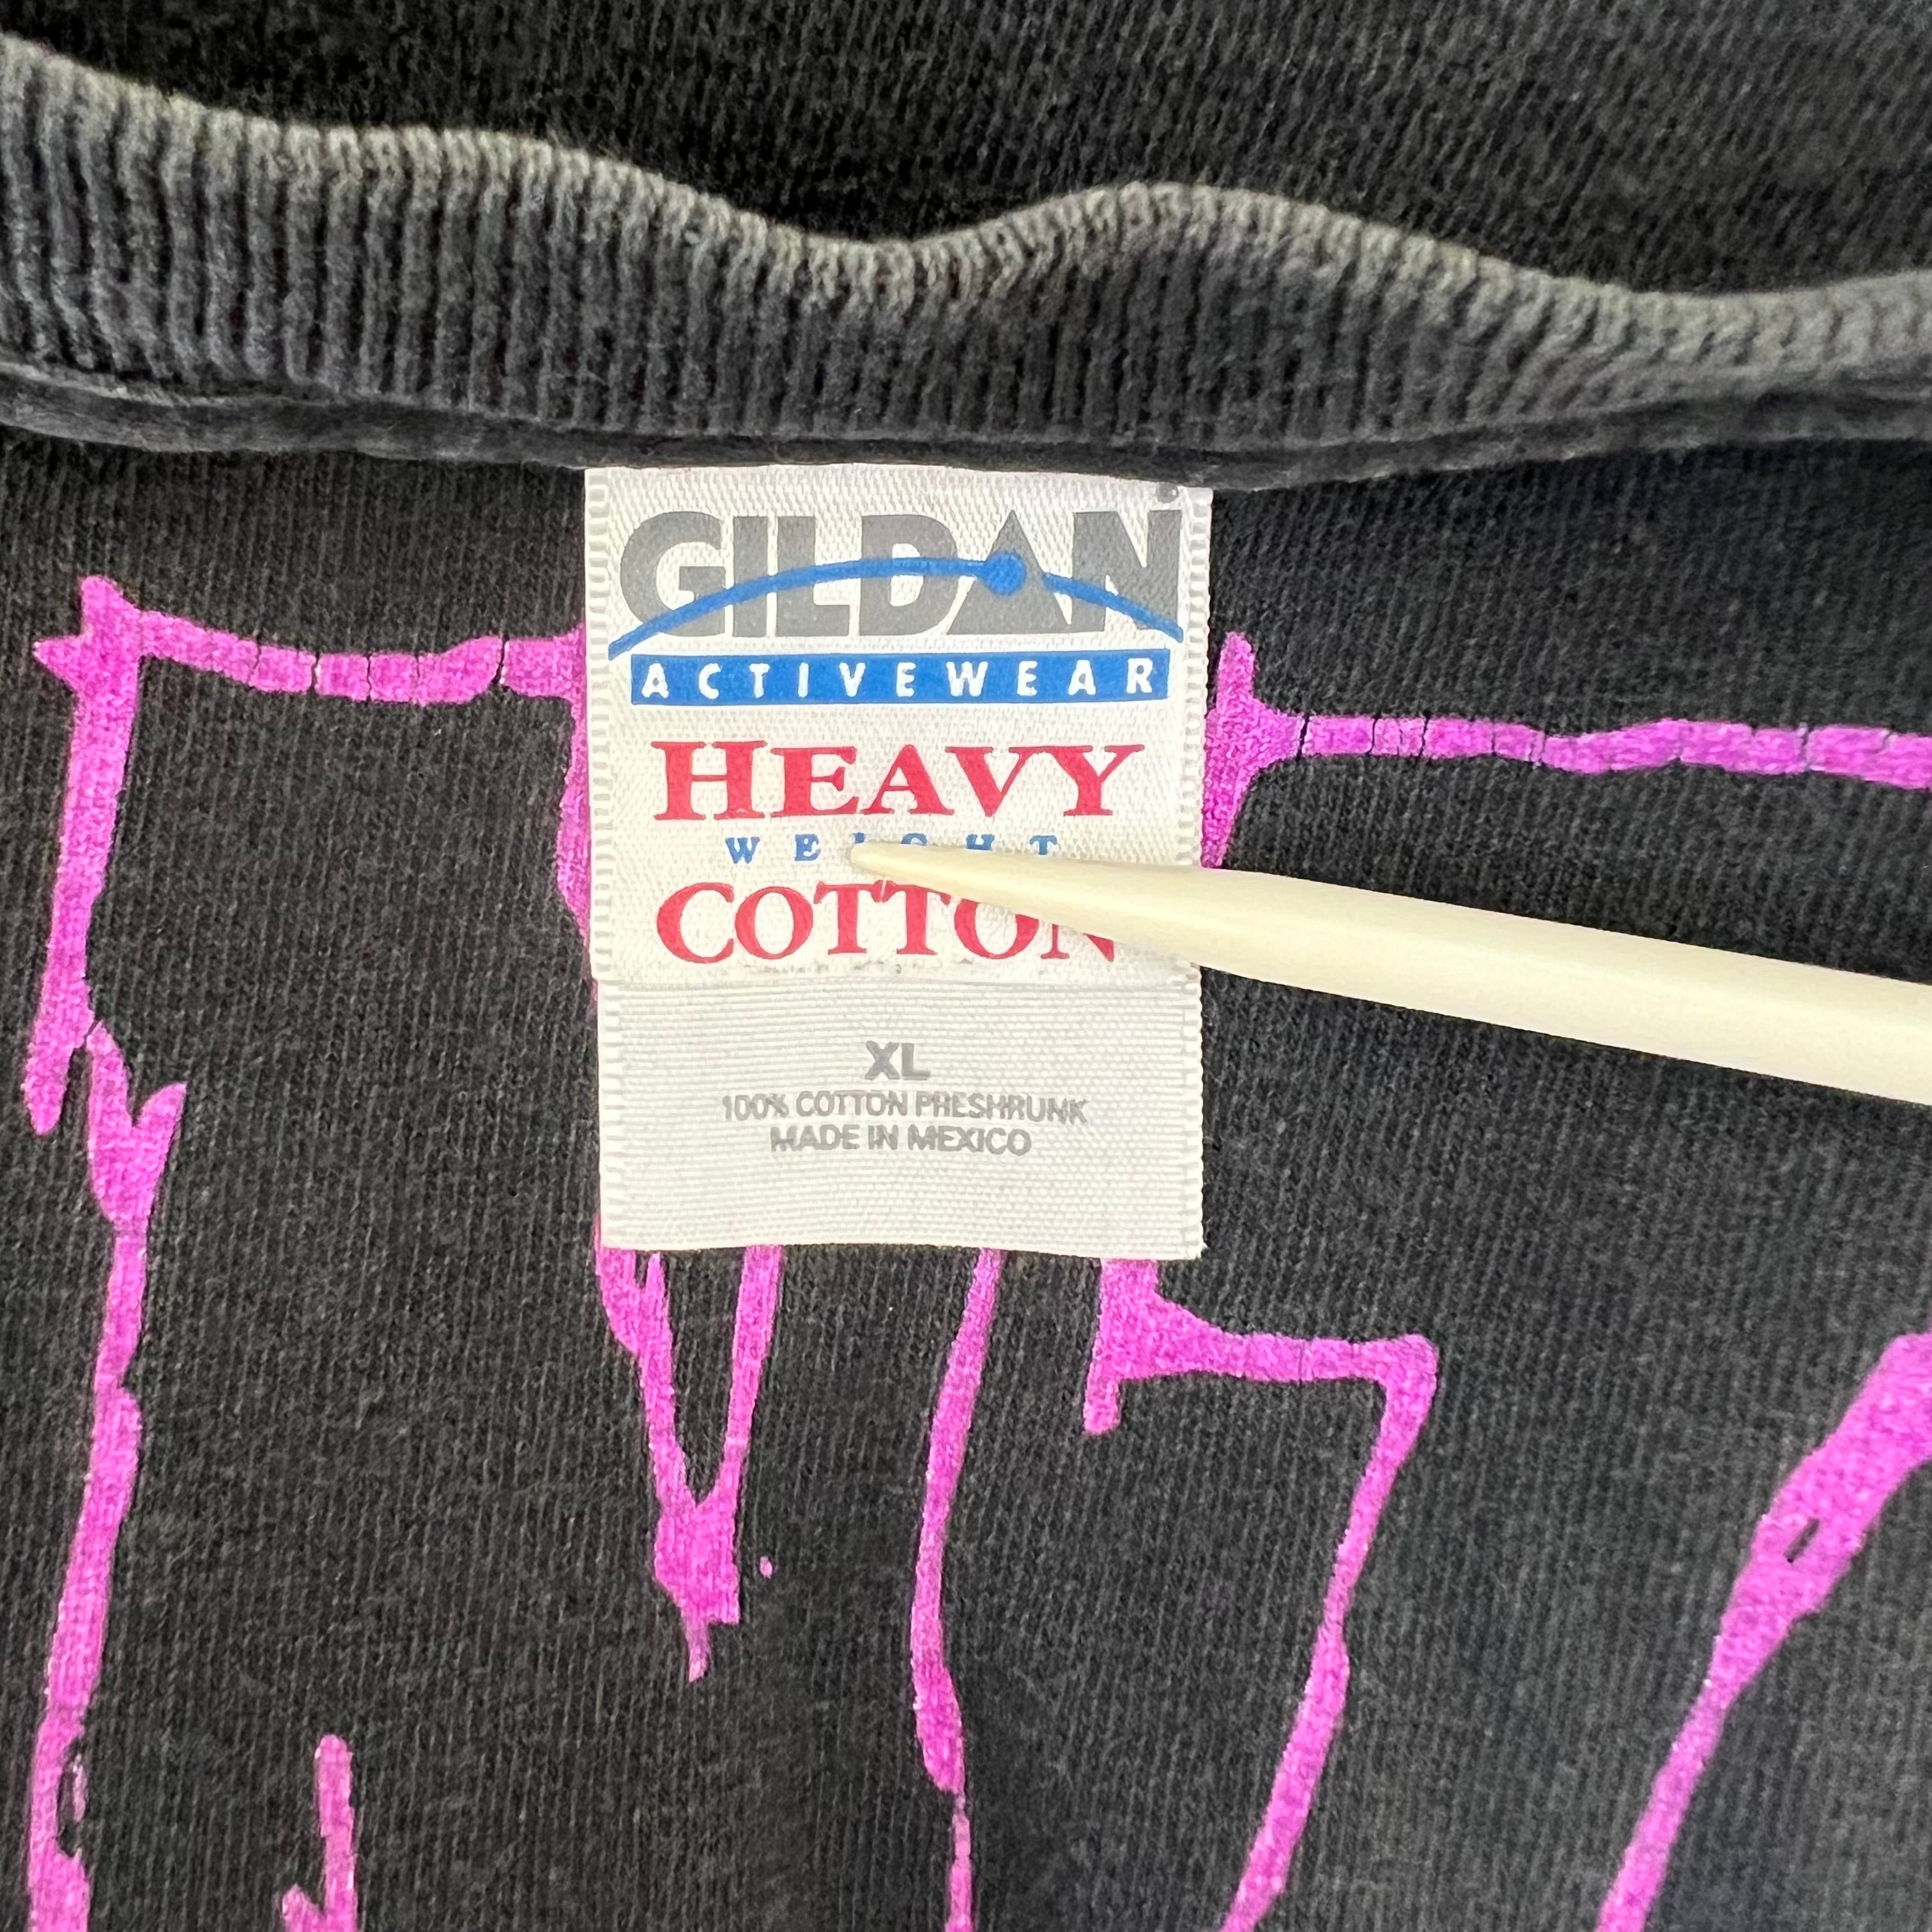 GILDAN
ACTIVEWEAR
HEAVY
WEIGHT
COTTON
XL
100% COTTON PRESHRUNK
MADE IN MEXICO